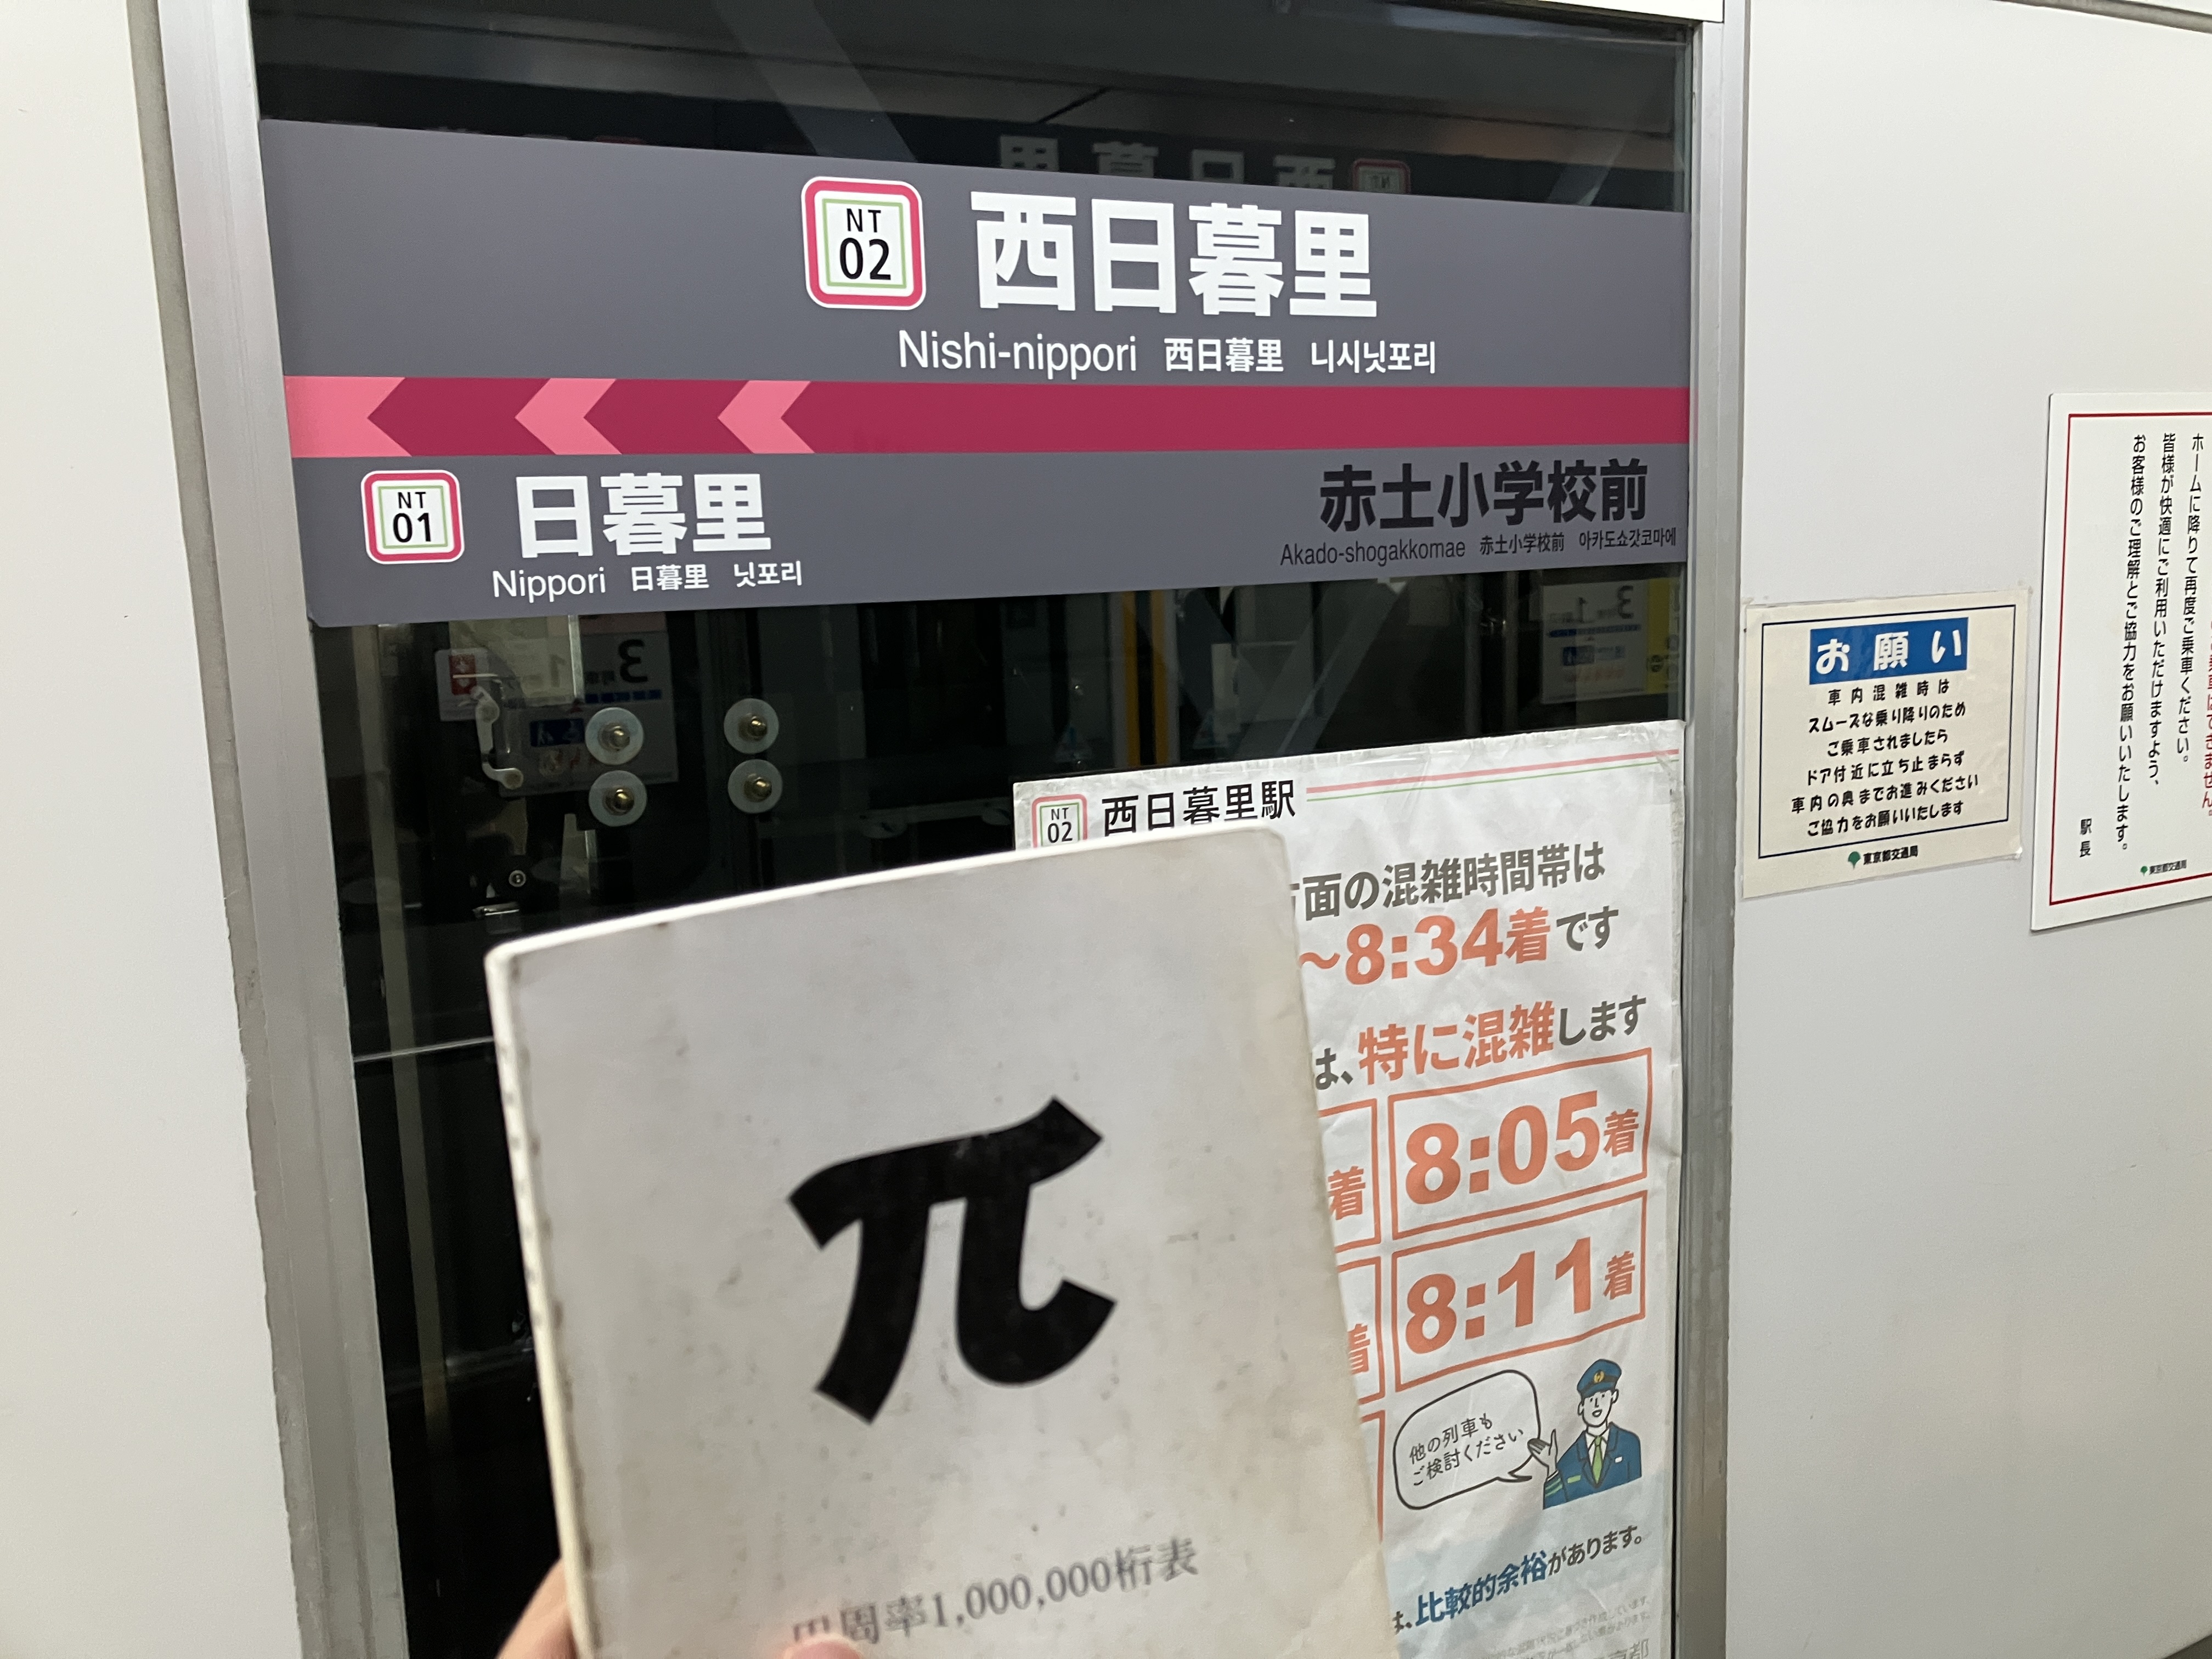 NT
02
西日暮里
Nishi-nippori 西日暮里 니시닛포리
NT
01
日暮里
Nippori 日暮里 닛포리
赤土小学校前
Akado-shogakkomae 赤土小学校前 아카도쇼갓코마에
NT
02
西日暮里駅
方面の混雑時間帯は
～8:34着です
は、特に混雑します
着
8:05着
着
8:11着
他の列車も
ご検討ください
は、比較的余裕があります。
π
円周率1,000,000桁表
お願い
車内混雑時は
スムーズな乗り降りのため
ご乗車されましたら
ドア付近に立ち止まらず
車内の奥までお進みください
ご協力をお願いいたします
東京都交通局
ホームに降りて再度ご乗車ください。
皆様が快適にご利用いただけますよう、
お客様のご理解とご協力をお願いいたします。
駅長
東京都交通局